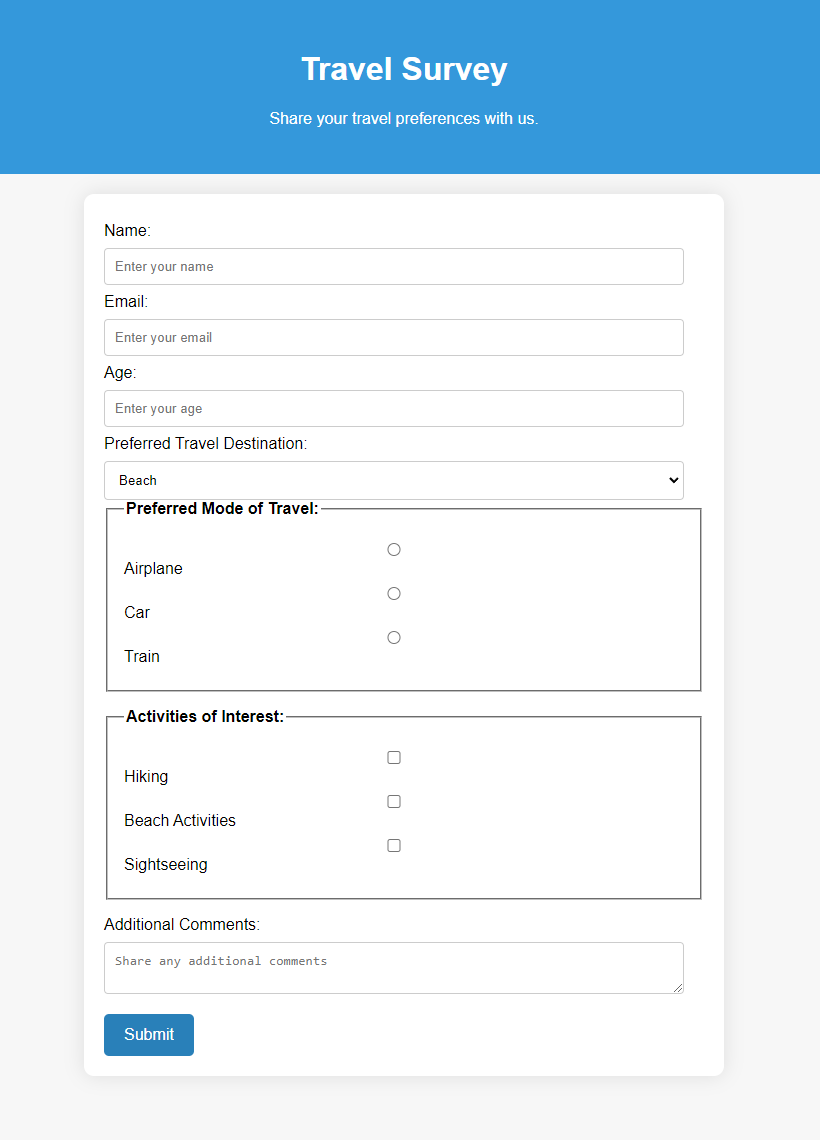 Travel Survey
Share your travel preferences with us.
Name:
Enter your name
Email:
Enter your email
Age:
Enter your age
Preferred Travel Destination:
Beach
Preferred Mode of Travel:
Airplane
Car
Train
Activities of Interest:
Hiking
Beach Activities
Sightseeing
Additional Comments:
Share any additional comments
Submit